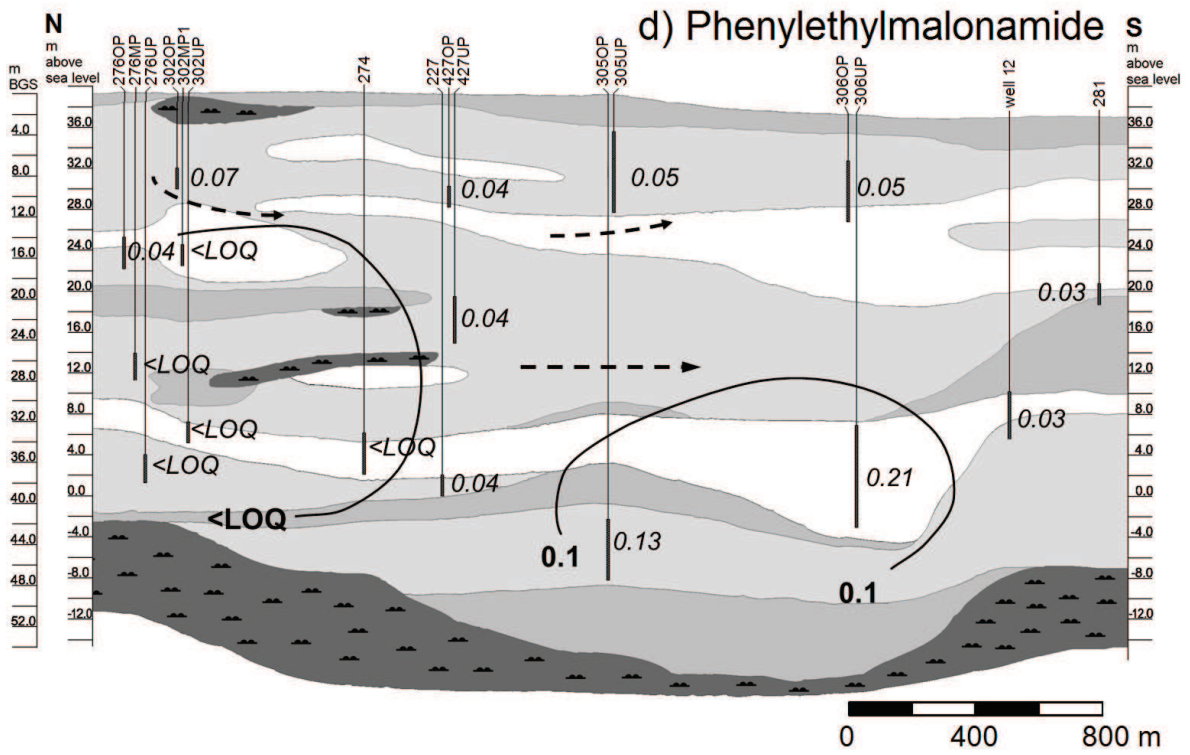 d) Phenylethylmalonamide
N
m
above
sea level
m
BGS
S
m
above
sea level
276OP
276MP
276UP
302OP
302MP1
302UP
274
227
427OP
427UP
305OP
305UP
306OP
306UP
well 12
281
4.0
8.0
12.0
16.0
20.0
24.0
28.0
32.0
36.0
40.0
44.0
48.0
52.0
36.0
32.0
28.0
24.0
20.0
16.0
12.0
8.0
4.0
0.0
-4.0
-8.0
-12.0
36.0
32.0
28.0
24.0
20.0
16.0
12.0
8.0
4.0
0.0
-4.0
-8.0
-12.0
0.07
0.04
0.05
0.05
0.04
<LOQ
0.04
0.03
<LOQ
<LOQ
<LOQ
<LOQ
0.03
0.04
0.21
<LOQ
0.1
0.13
0.1
0
400
800 m